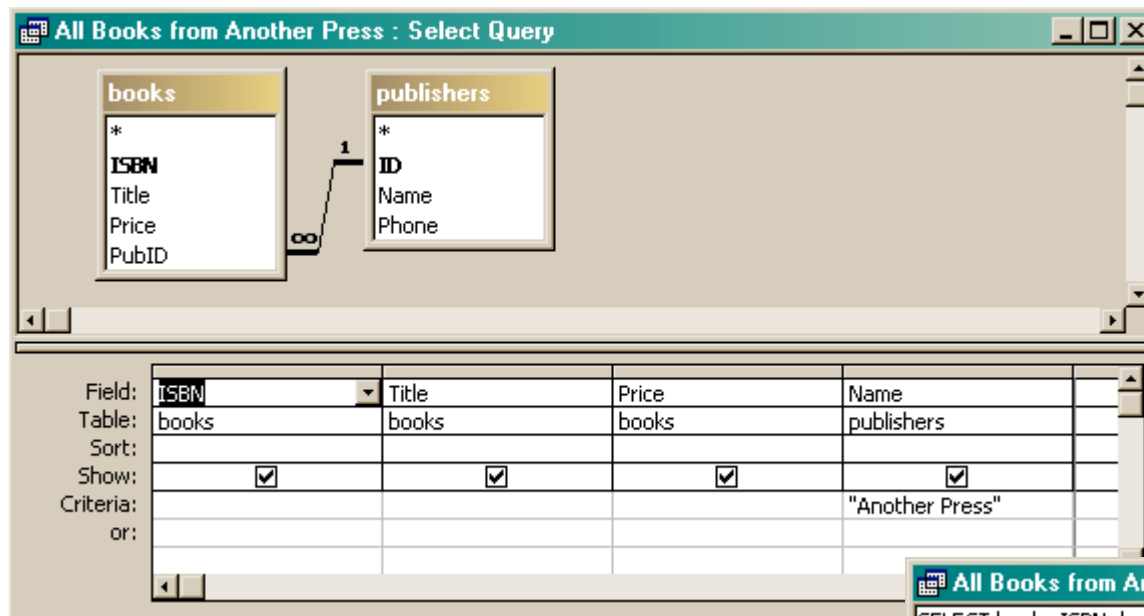 All Books from Another Press : Select Query
books
*
ISBN
Title
Price
PubID
∞
1
publishers
*
ID
Name
Phone
Field: ISBN Title Price Name
Table: books books books publishers
Sort:
Show:
Criteria: "Another Press"
or:
All Books from